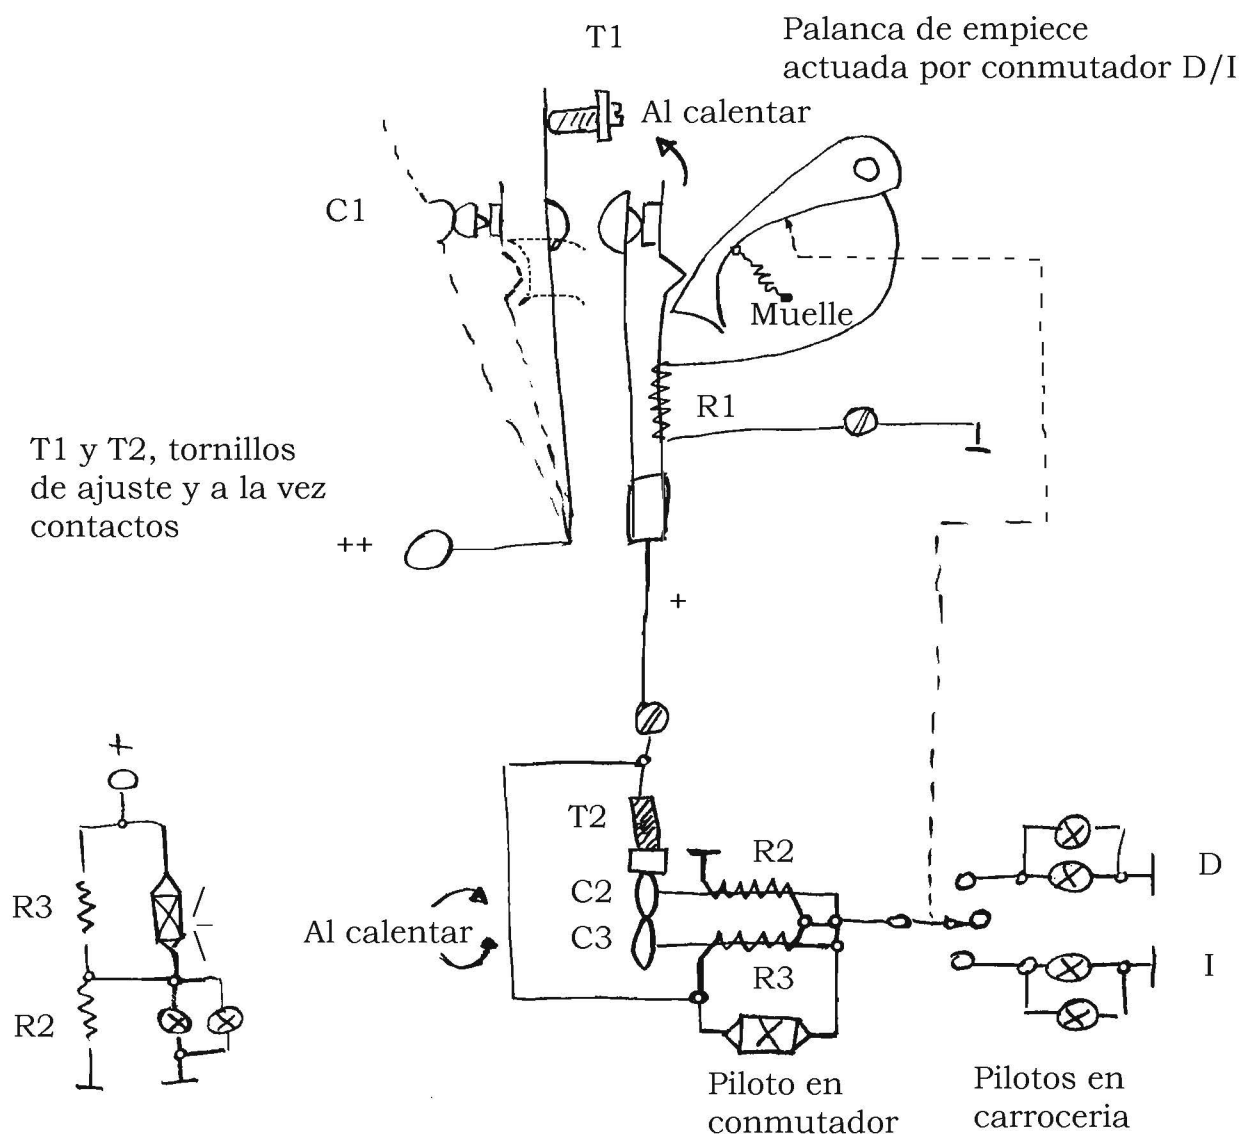 T1
Palanca de empiece
actuada por conmutador D/I
Al calentar
C1
Muelle
R1
T1 y T2, tornillos
de ajuste y a la vez
contactos
++
+
+
T2
R2
D
C2
R3
Al calentar
C3
R3
I
R2
Piloto en
conmutador
Pilotos en
carroceria